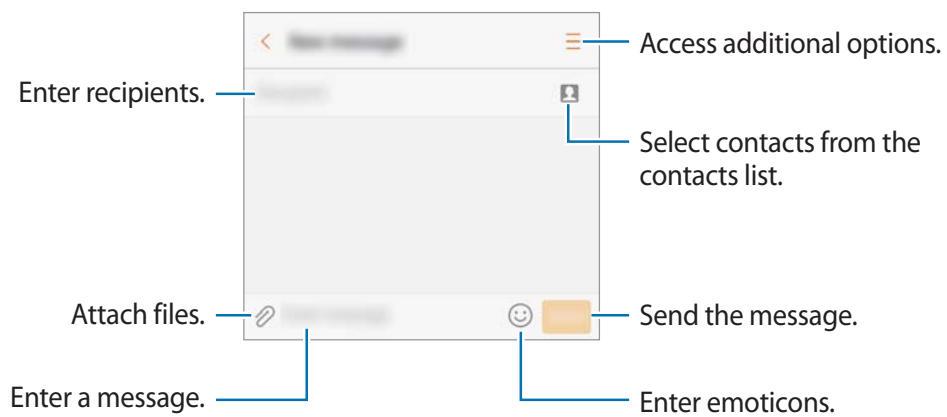 Access additional options.
Enter recipients.
Select contacts from the
contacts list.
Attach files.
Send the message.
Enter a message.
Enter emoticons.